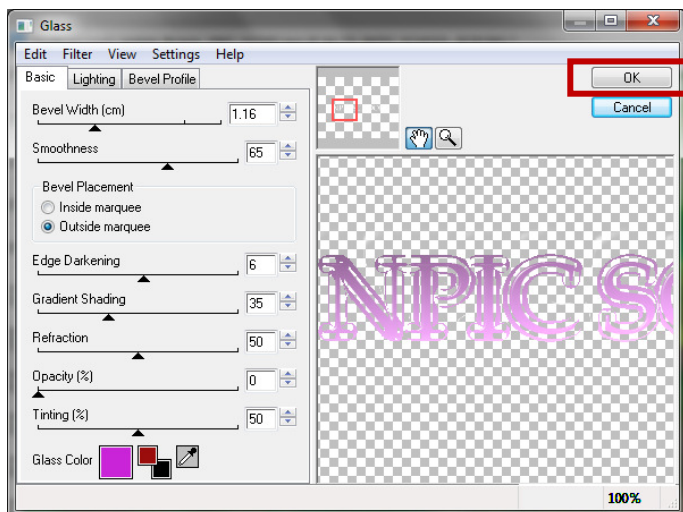 Glass
Edit Filter View Settings Help
Basic Lighting Bevel Profile
OK
Cancel
Bevel Width (cm) 1.16
Smoothness 65
Bevel Placement
Inside marquee
Outside marquee
Edge Darkening 6
Gradient Shading 35
Refraction 50
Opacity (%) 0
Tinting (%) 50
Glass Color
NPIC SO
100%